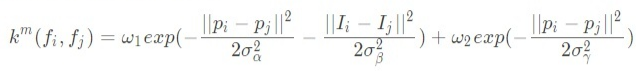 k^m(f_i, f_j) = ω_1 exp(−||p_i − p_j||^2 / 2σ_α^2 − ||I_i − I_j||^2 / 2σ_β^2) + ω_2 exp(−||p_i − p_j||^2 / 2σ_γ^2)